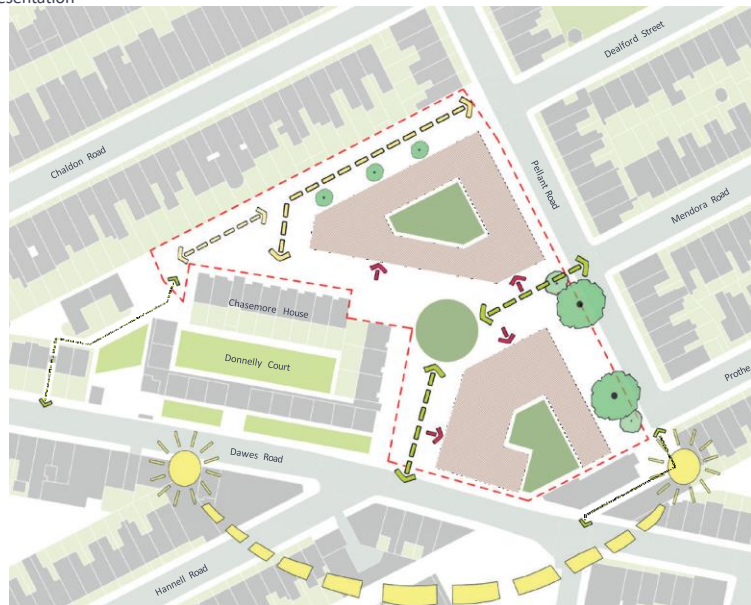 esentation
Dealford Street
Chaldon Road
Pellant Road
Mendora Road
Chasemore House
Donnelly Court
Prothe
Dawes Road
Hannell Road